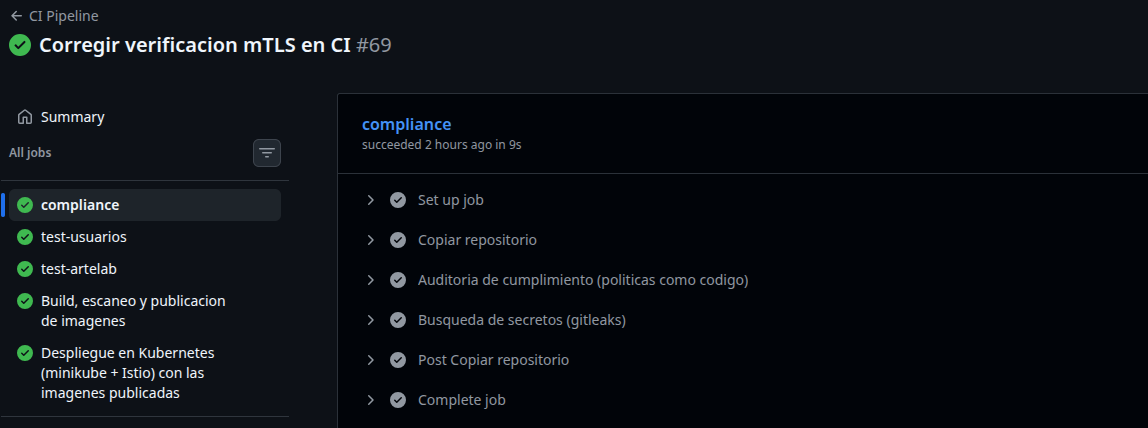 CI Pipeline
Corregir verificacion mTLS en CI #69
Summary
All jobs
compliance
test-usuarios
test-artelab
Build, escaneo y publicacion
de imagenes
Despliegue en Kubernetes
(minikube + Istio) con las
imagenes publicadas
compliance
succeeded 2 hours ago in 9s
Set up job
Copiar repositorio
Auditoria de cumplimiento (politicas como codigo)
Busqueda de secretos (gitleaks)
Post Copiar repositorio
Complete job